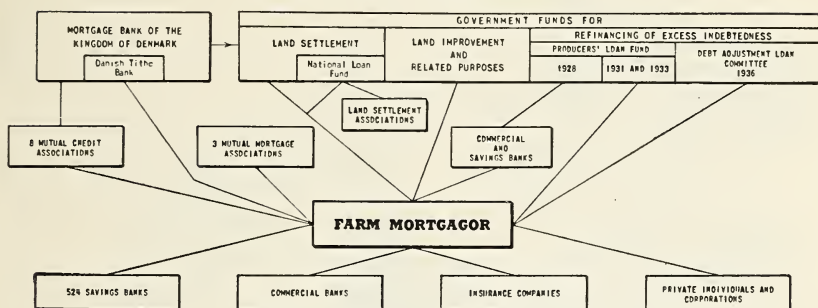 GOVERNMENT FUNDS FOR
MORTGAGE BANK OF THE
KINGDOM OF DENMARK
Danish Tithe
Bank
LAND SETTLEMENT
National Loan
Fund
LAND IMPROVEMENT
AND
RELATED PURPOSES
REFINANCING OF EXCESS INDEBTEDNESS
PRODUCERS' LOAN FUND
1928
1931 AND 1933
DEBT ADJUSTMENT LOAN
COMMITTEE
1936
LAND SETTLEMENT
ASSOCIATIONS
8 MUTUAL CREDIT
ASSOCIATIONS
3 MUTUAL MORTGAGE
ASSOCIATIONS
COMMERCIAL
AND
SAVINGS BANKS
FARM MORTGAGOR
524 SAVINGS BANKS
COMMERCIAL BANKS
INSURANCE COMPANIES
PRIVATE INDIVIDUALS AND
CORPORATIONS